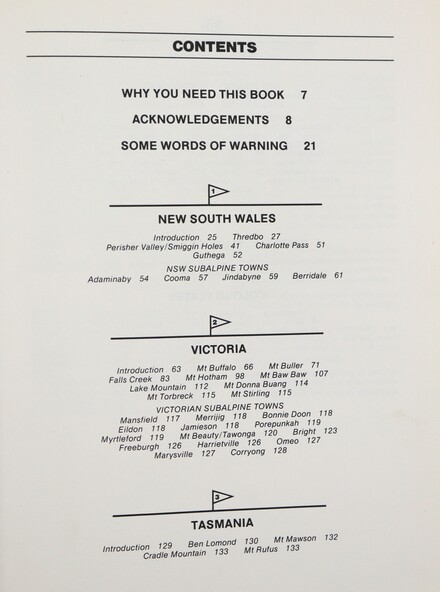 CONTENTS
WHY YOU NEED THIS BOOK 7
ACKNOWLEDGEMENTS 8
SOME WORDS OF WARNING 21
1
NEW SOUTH WALES
Introduction 25 Thredbo 27
Perisher Valley/Smiggin Holes 41 Charlotte Pass 51
Guthega 52
NSW SUBALPINE TOWNS
Adaminaby 54 Cooma 57 Jindabyne 59 Berridale 61
2
VICTORIA
Introduction 63 Mt Buffalo 66 Mt Buller 71
Falls Creek 83 Mt Hotham 98 Mt Baw Baw 107
Lake Mountain 112 Mt Donna Buang 114
Mt Torbreck 115 Mt Stirling 115
VICTORIAN SUBALPINE TOWNS
Mansfield 117 Merrijig 118 Bonnie Doon 118
Eildon 118 Jamieson 118 Porepunkah 119
Myrtleford 119 Mt Beauty/Tawonga 120 Bright 123
Freeburgh 126 Harrietville 126 Omeo 127
Marysville 127 Corryong 128
3
TASMANIA
Introduction 129 Ben Lomond 130 Mt Mawson 132
Cradle Mountain 133 Mt Rufus 133